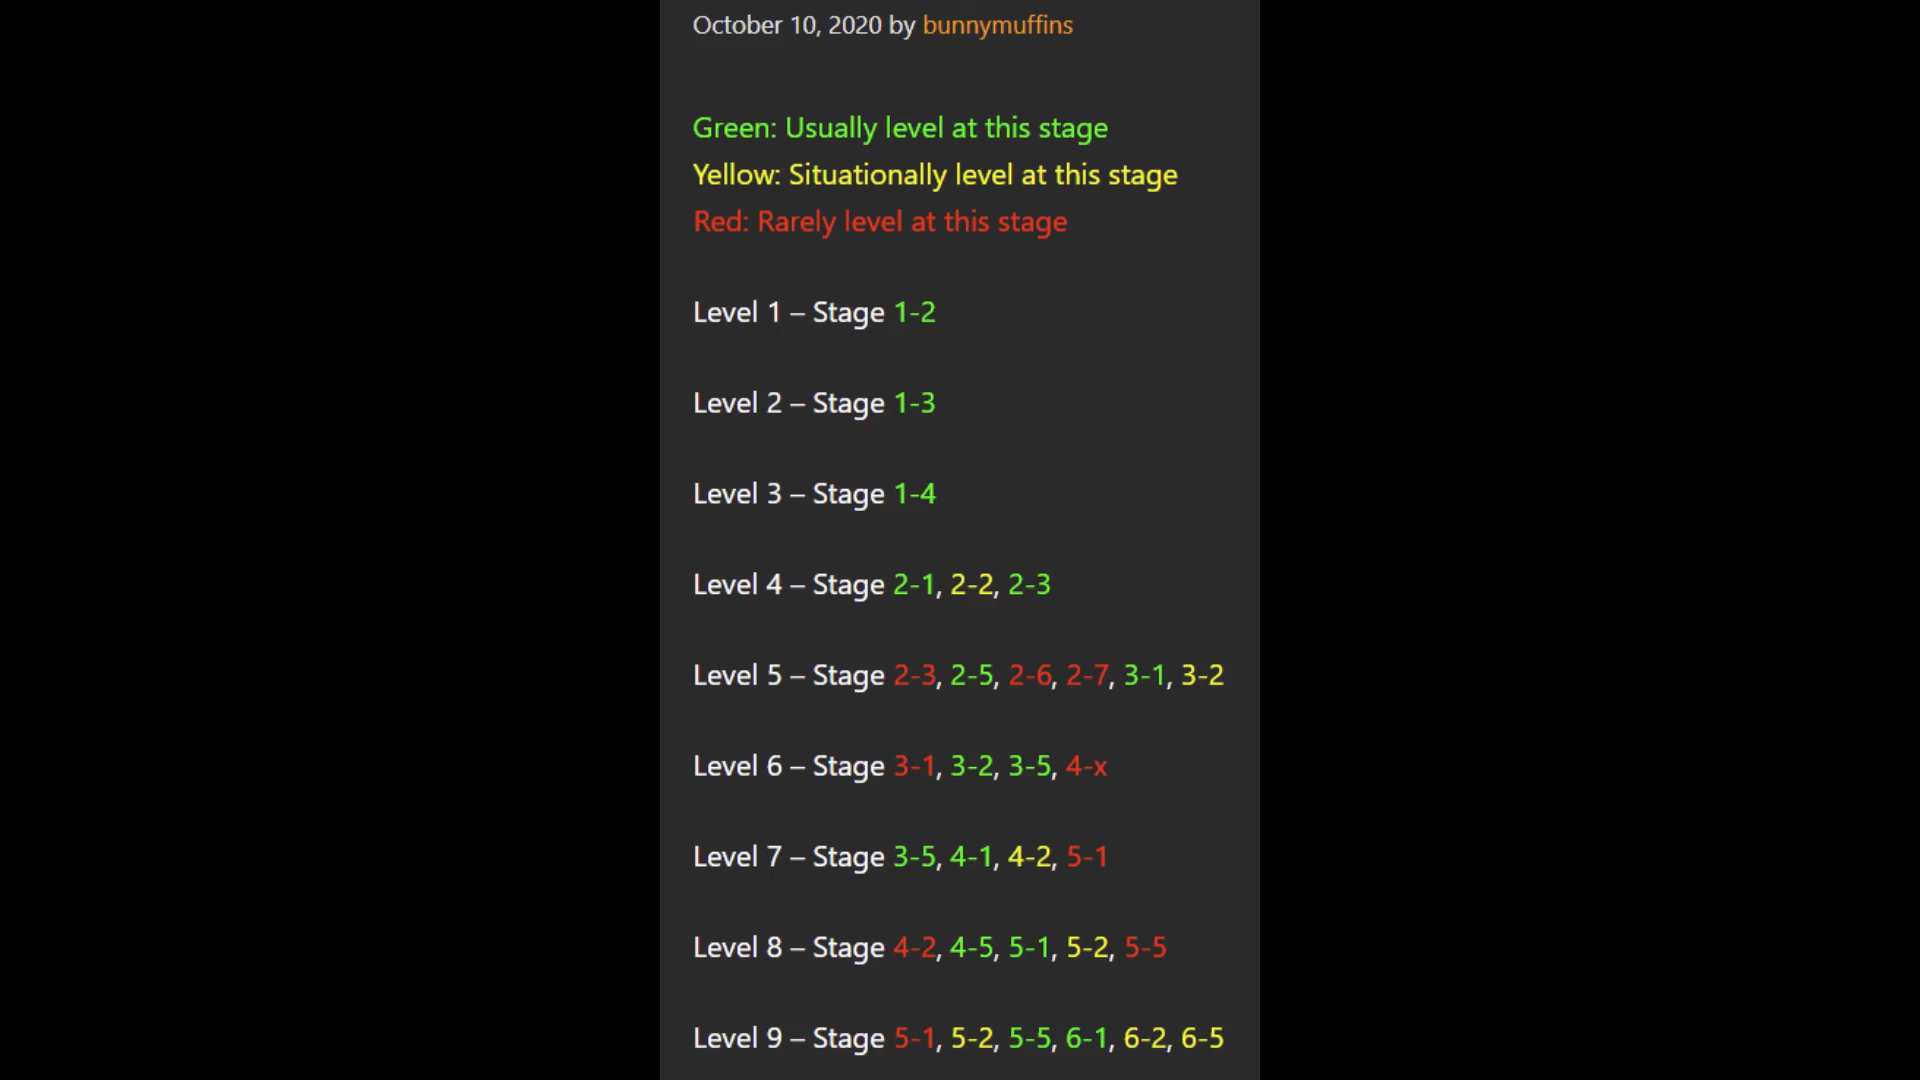 October 10, 2020 by bunnymuffins
Green: Usually level at this stage
Yellow: Situationally level at this stage
Red: Rarely level at this stage
Level 1 – Stage 1-2
Level 2 – Stage 1-3
Level 3 – Stage 1-4
Level 4 – Stage 2-1, 2-2, 2-3
Level 5 – Stage 2-3, 2-5, 2-6, 2-7, 3-1, 3-2
Level 6 – Stage 3-1, 3-2, 3-5, 4-x
Level 7 – Stage 3-5, 4-1, 4-2, 5-1
Level 8 – Stage 4-2, 4-5, 5-1, 5-2, 5-5
Level 9 – Stage 5-1, 5-2, 5-5, 6-1, 6-2, 6-5